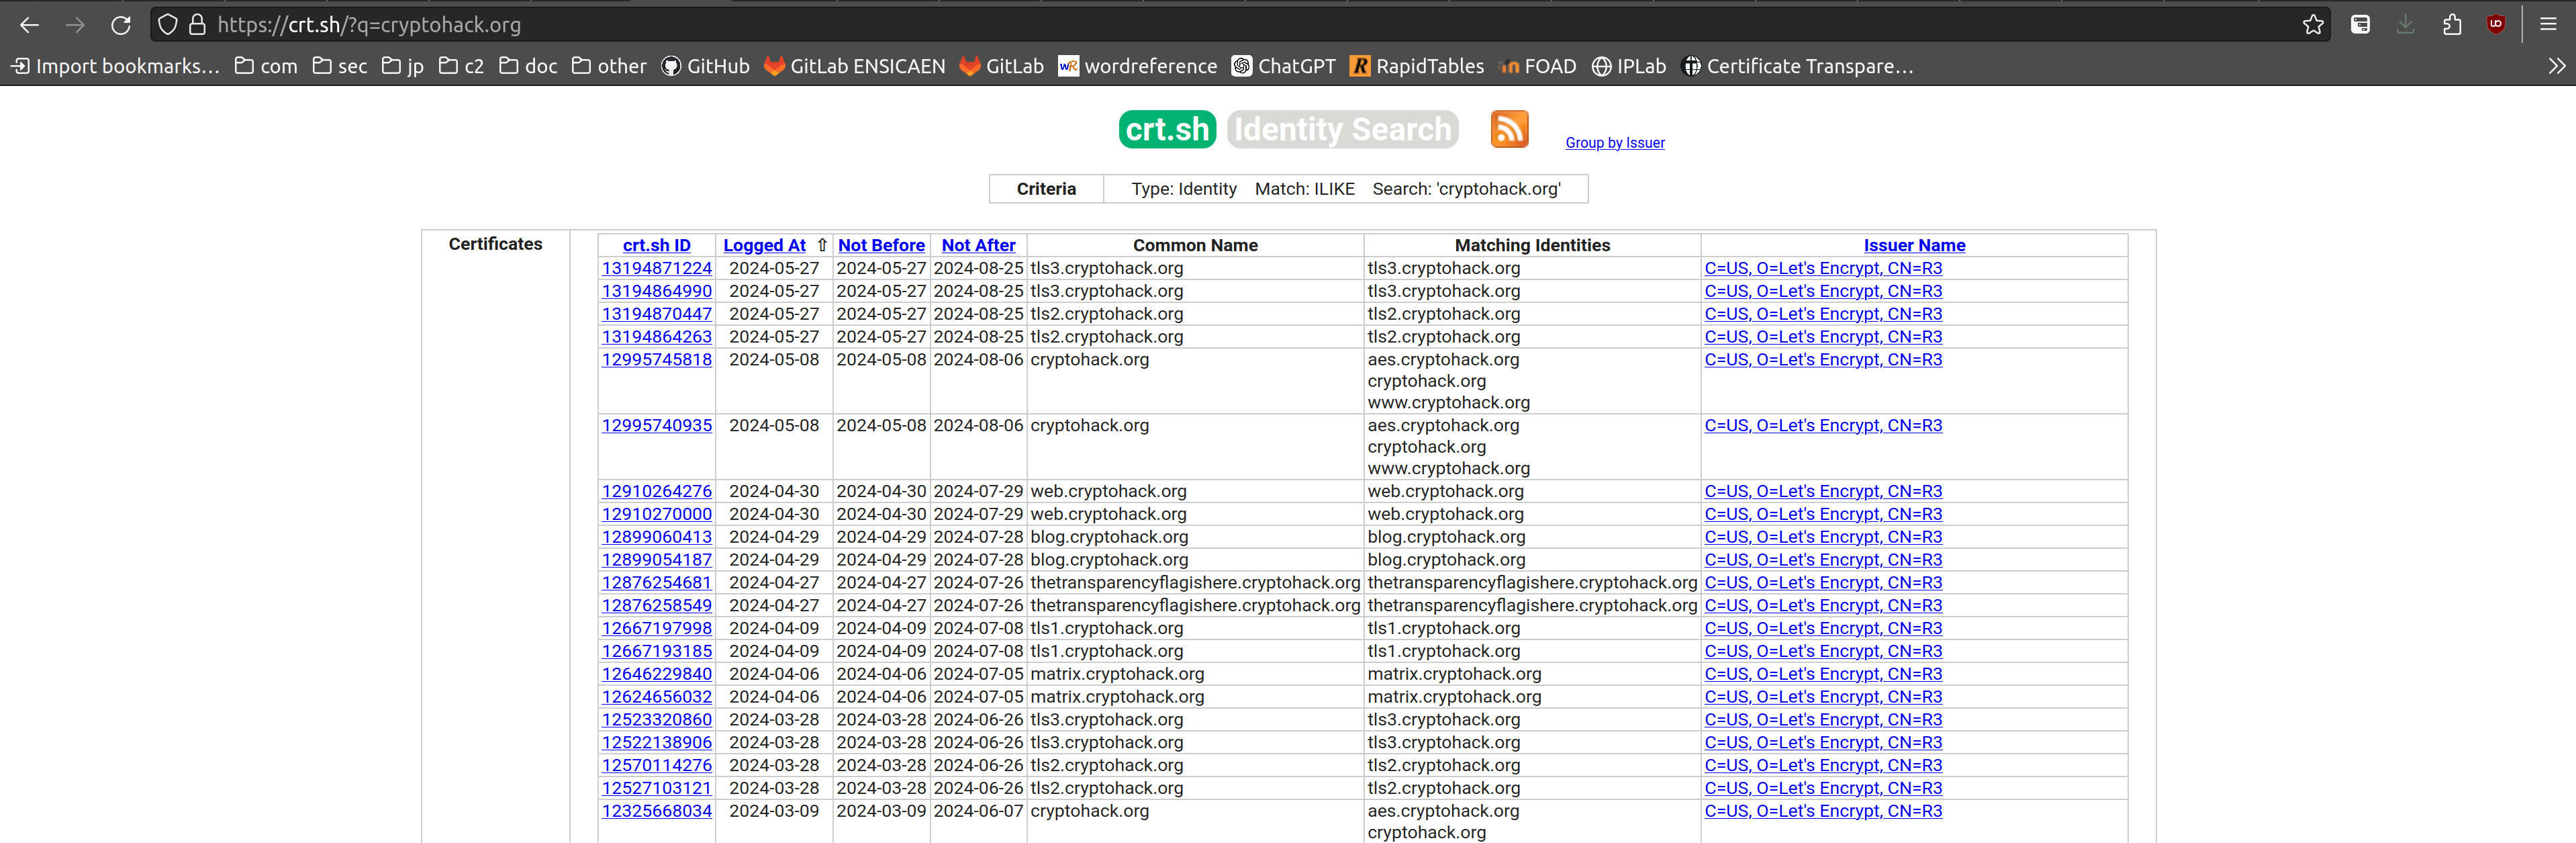 https://crt.sh/?q=cryptohack.org
Import bookmarks... com sec jp c2 doc other GitHub GitLab ENSICAEN GitLab wordreference ChatGPT RapidTables FOAD IPLab Certificate Transpare...
crt.sh Identity Search Group by Issuer
Criteria Type: Identity Match: ILIKE Search: 'cryptohack.org'
Certificates crt.sh ID Logged At ⇧ Not Before Not After Common Name Matching Identities Issuer Name
13194871224 2024-05-27 2024-05-27 2024-08-25 tls3.cryptohack.org tls3.cryptohack.org C=US, O=Let's Encrypt, CN=R3
13194864990 2024-05-27 2024-05-27 2024-08-25 tls3.cryptohack.org tls3.cryptohack.org C=US, O=Let's Encrypt, CN=R3
13194870447 2024-05-27 2024-05-27 2024-08-25 tls2.cryptohack.org tls2.cryptohack.org C=US, O=Let's Encrypt, CN=R3
13194864263 2024-05-27 2024-05-27 2024-08-25 tls2.cryptohack.org tls2.cryptohack.org C=US, O=Let's Encrypt, CN=R3
12995745818 2024-05-08 2024-05-08 2024-08-06 cryptohack.org aes.cryptohack.org C=US, O=Let's Encrypt, CN=R3
cryptohack.org
www.cryptohack.org
12995740935 2024-05-08 2024-05-08 2024-08-06 cryptohack.org aes.cryptohack.org C=US, O=Let's Encrypt, CN=R3
cryptohack.org
www.cryptohack.org
12910264276 2024-04-30 2024-04-30 2024-07-29 web.cryptohack.org web.cryptohack.org C=US, O=Let's Encrypt, CN=R3
12910270000 2024-04-30 2024-04-30 2024-07-29 web.cryptohack.org web.cryptohack.org C=US, O=Let's Encrypt, CN=R3
12899060413 2024-04-29 2024-04-29 2024-07-28 blog.cryptohack.org blog.cryptohack.org C=US, O=Let's Encrypt, CN=R3
12899054187 2024-04-29 2024-04-29 2024-07-28 blog.cryptohack.org blog.cryptohack.org C=US, O=Let's Encrypt, CN=R3
12876254681 2024-04-27 2024-04-27 2024-07-26 thetransparencyflagishere.cryptohack.org thetransparencyflagishere.cryptohack.org C=US, O=Let's Encrypt, CN=R3
12876258549 2024-04-27 2024-04-27 2024-07-26 thetransparencyflagishere.cryptohack.org thetransparencyflagishere.cryptohack.org C=US, O=Let's Encrypt, CN=R3
12667197998 2024-04-09 2024-04-09 2024-07-08 tls1.cryptohack.org tls1.cryptohack.org C=US, O=Let's Encrypt, CN=R3
12667193185 2024-04-09 2024-04-09 2024-07-08 tls1.cryptohack.org tls1.cryptohack.org C=US, O=Let's Encrypt, CN=R3
12646229840 2024-04-06 2024-04-06 2024-07-05 matrix.cryptohack.org matrix.cryptohack.org C=US, O=Let's Encrypt, CN=R3
12624656032 2024-04-06 2024-04-06 2024-07-05 matrix.cryptohack.org matrix.cryptohack.org C=US, O=Let's Encrypt, CN=R3
12523320860 2024-03-28 2024-03-28 2024-06-26 tls3.cryptohack.org tls3.cryptohack.org C=US, O=Let's Encrypt, CN=R3
12522138906 2024-03-28 2024-03-28 2024-06-26 tls3.cryptohack.org tls3.cryptohack.org C=US, O=Let's Encrypt, CN=R3
12570114276 2024-03-28 2024-03-28 2024-06-26 tls2.cryptohack.org tls2.cryptohack.org C=US, O=Let's Encrypt, CN=R3
12527103121 2024-03-28 2024-03-28 2024-06-26 tls2.cryptohack.org tls2.cryptohack.org C=US, O=Let's Encrypt, CN=R3
12325668034 2024-03-09 2024-03-09 2024-06-07 cryptohack.org aes.cryptohack.org C=US, O=Let's Encrypt, CN=R3
cryptohack.org